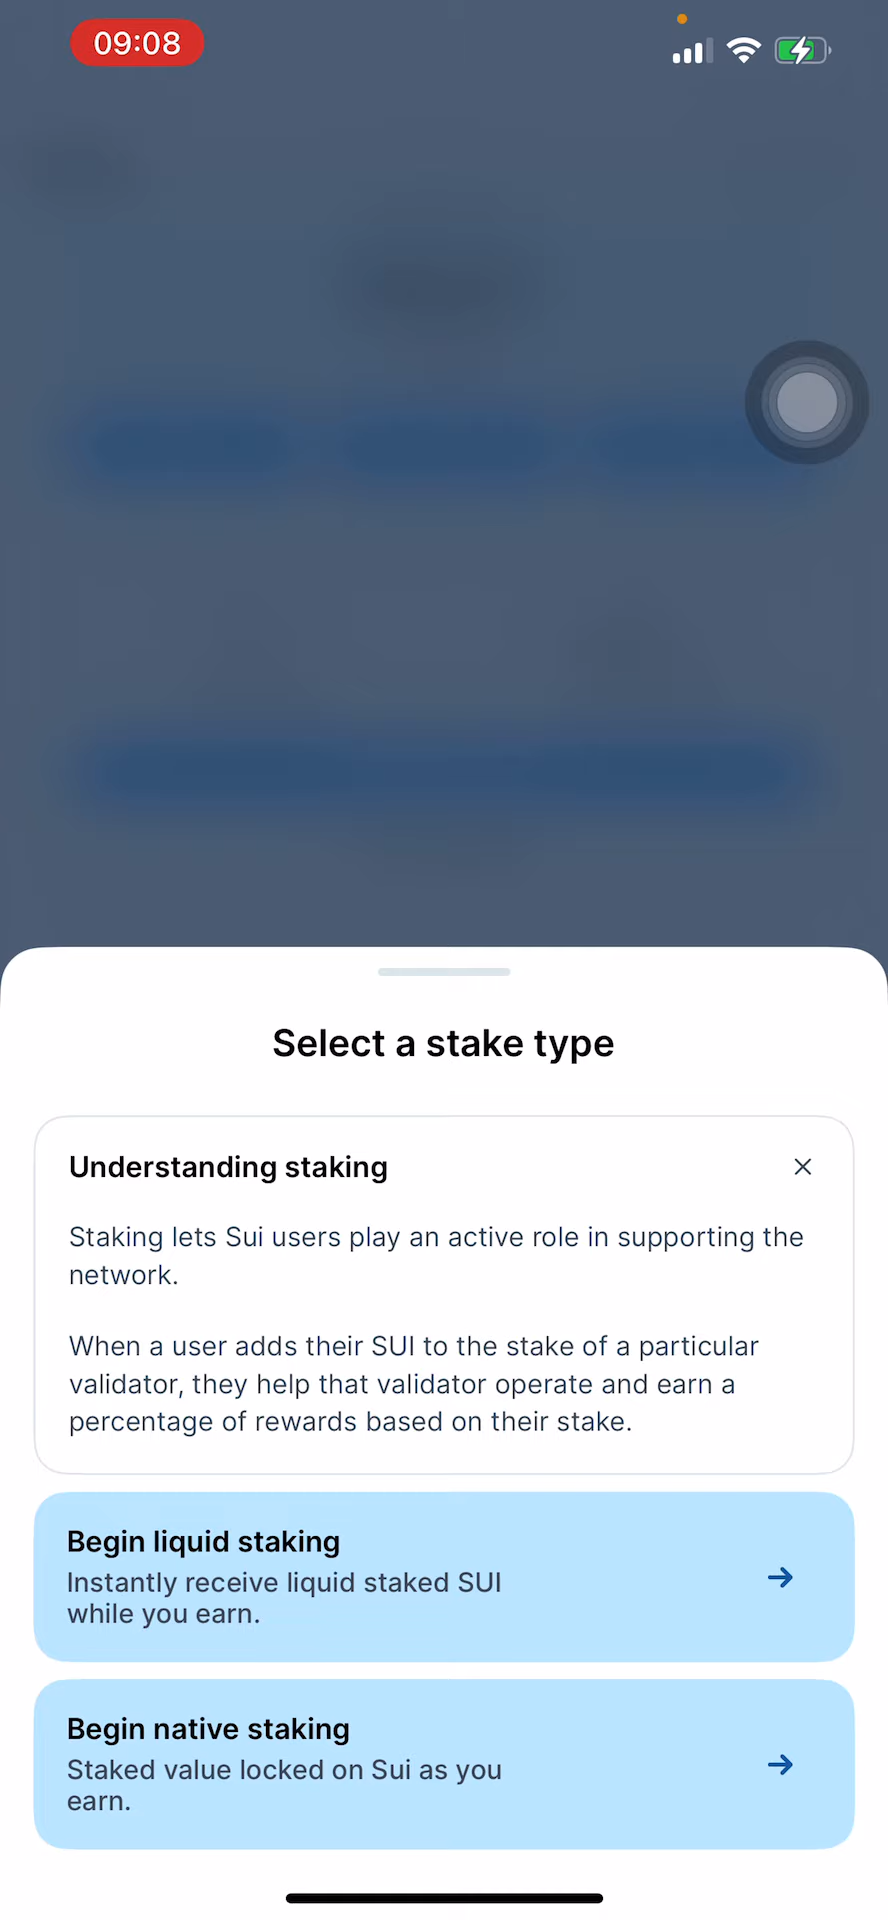 09:08
Select a stake type
Understanding staking
Staking lets Sui users play an active role in supporting the
network.
When a user adds their SUI to the stake of a particular
validator, they help that validator operate and earn a
percentage of rewards based on their stake.
Begin liquid staking
Instantly receive liquid staked SUI
while you earn.
Begin native staking
Staked value locked on Sui as you
earn.